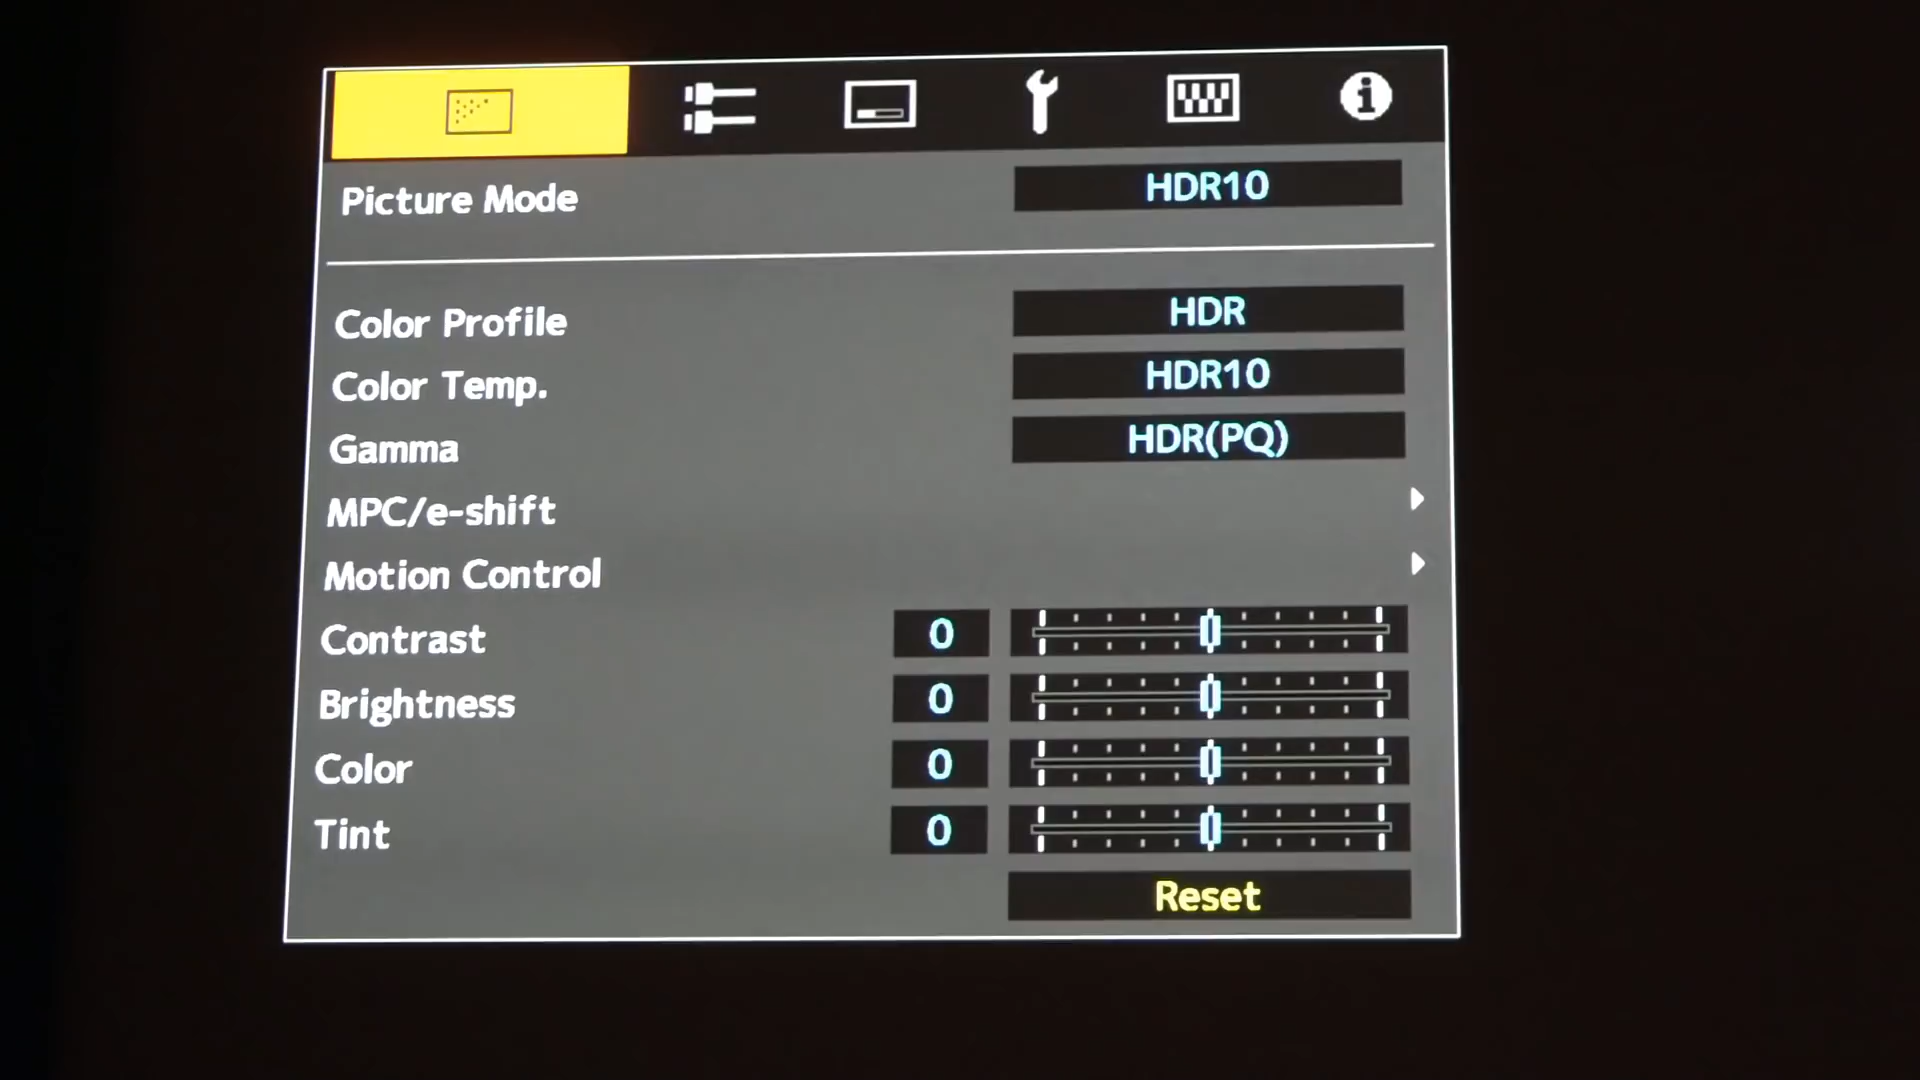 Picture Mode HDR10
Color Profile HDR
Color Temp. HDR10
Gamma HDR(PQ)
MPC/e-shift
Motion Control
Contrast 0
Brightness 0
Color 0
Tint 0
Reset